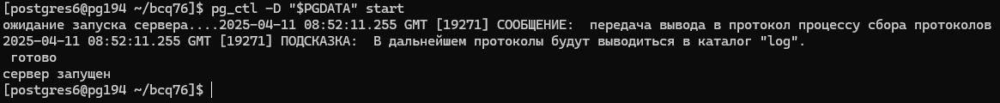 [postgres6@pg194 ~/bcq76]$ pg_ctl -D "$PGDATA" start
ожидание запуска сервера....2025-04-11 08:52:11.255 GMT [19271] СООБЩЕНИЕ:  передача вывода в протокол процессу сбора протоколов
2025-04-11 08:52:11.255 GMT [19271] ПОДСКАЗКА:  В дальнейшем протоколы будут выводиться в каталог "log".
 готово
сервер запущен
[postgres6@pg194 ~/bcq76]$